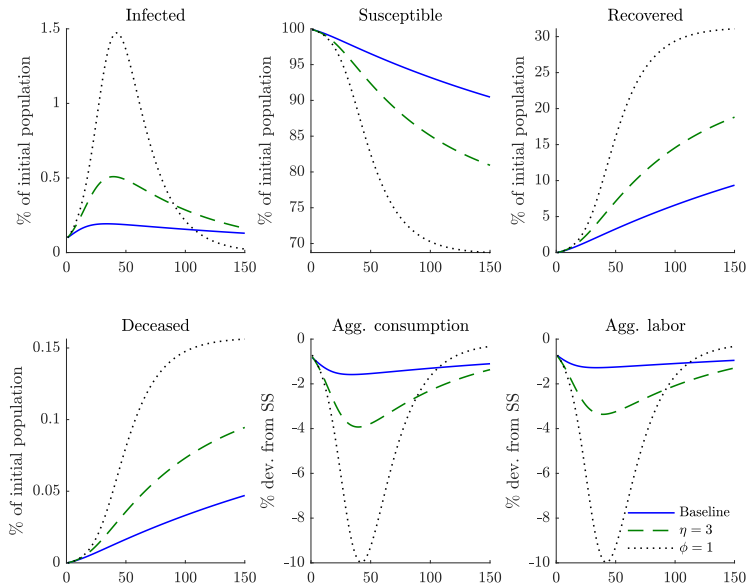 Infected
% of initial population
1.5
1
0.5
0
0 50 100 150
Susceptible
% of initial population
100
95
90
85
80
75
70
0 50 100 150
Recovered
% of initial population
30
25
20
15
10
5
0
0 50 100 150
Deceased
% of initial population
0.15
0.1
0.05
0
0 50 100 150
Agg. consumption
% dev. from SS
0
-2
-4
-6
-8
-10
0 50 100 150
Agg. labor
% dev. from SS
0
-2
-4
-6
-8
-10
0 50 100 150
Baseline
η = 3
ϕ = 1